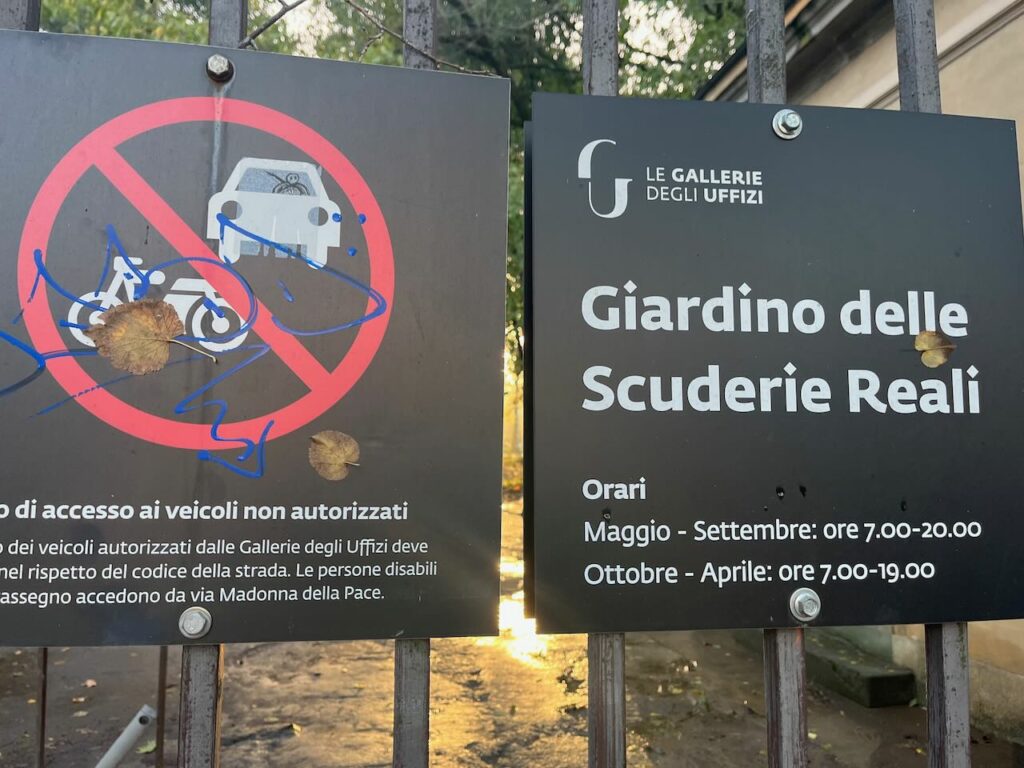 o di accesso ai veicoli non autorizzati
o dei veicoli autorizzati dalle Gallerie degli Uffizi deve
nel rispetto del codice della strada. Le persone disabili
rassegno accedono da via Madonna della Pace.
LE GALLERIE
DEGLI UFFIZI
Giardino delle
Scuderie Reali
Orari
Maggio - Settembre: ore 7.00-20.00
Ottobre - Aprile: ore 7.00-19.00